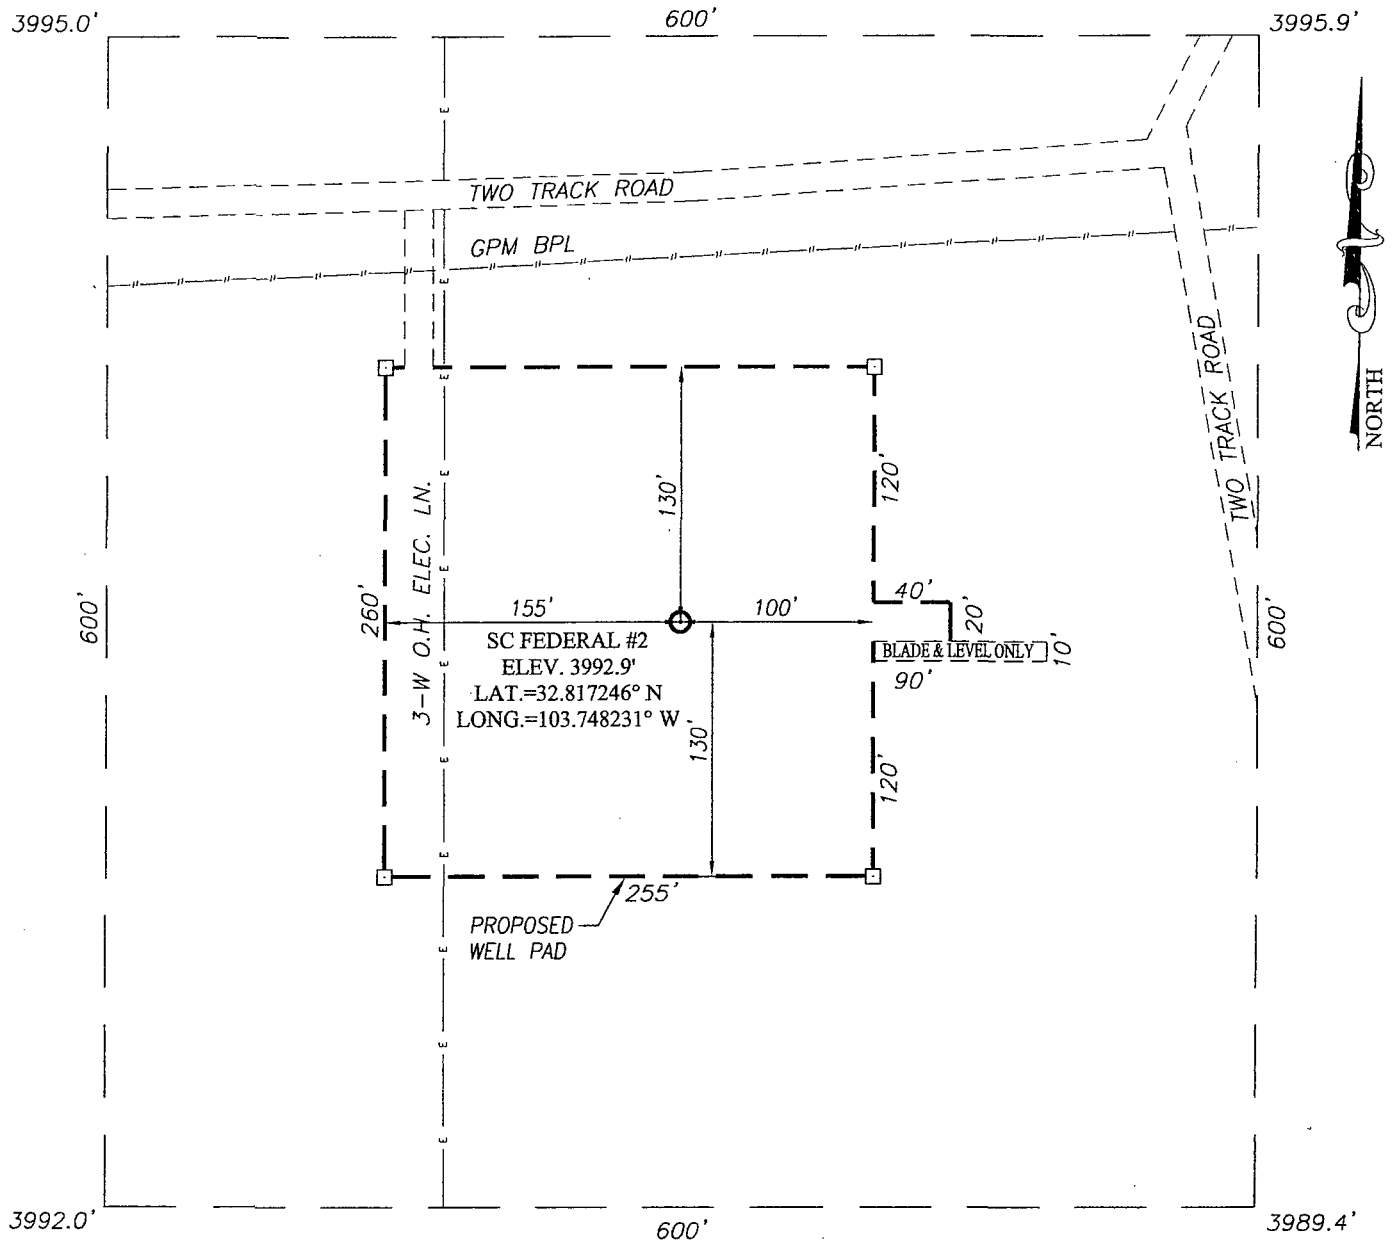 3995.0'
600'
3995.9'
TWO TRACK ROAD
GPM BPL
NORTH
TWO TRACK ROAD
3-W O.H. ELEC. LN.
130'
120'
260'
155'
100'
40'
20'
600'
600'
SC FEDERAL #2
ELEV. 3992.9'
LAT.=32.817246° N
LONG.=103.748231° W
BLADE & LEVEL ONLY
10'
90'
130'
120'
255'
PROPOSED
WELL PAD
3992.0'
600'
3989.4'
E
E
E
E
E
E
E
E
E
E
E
E